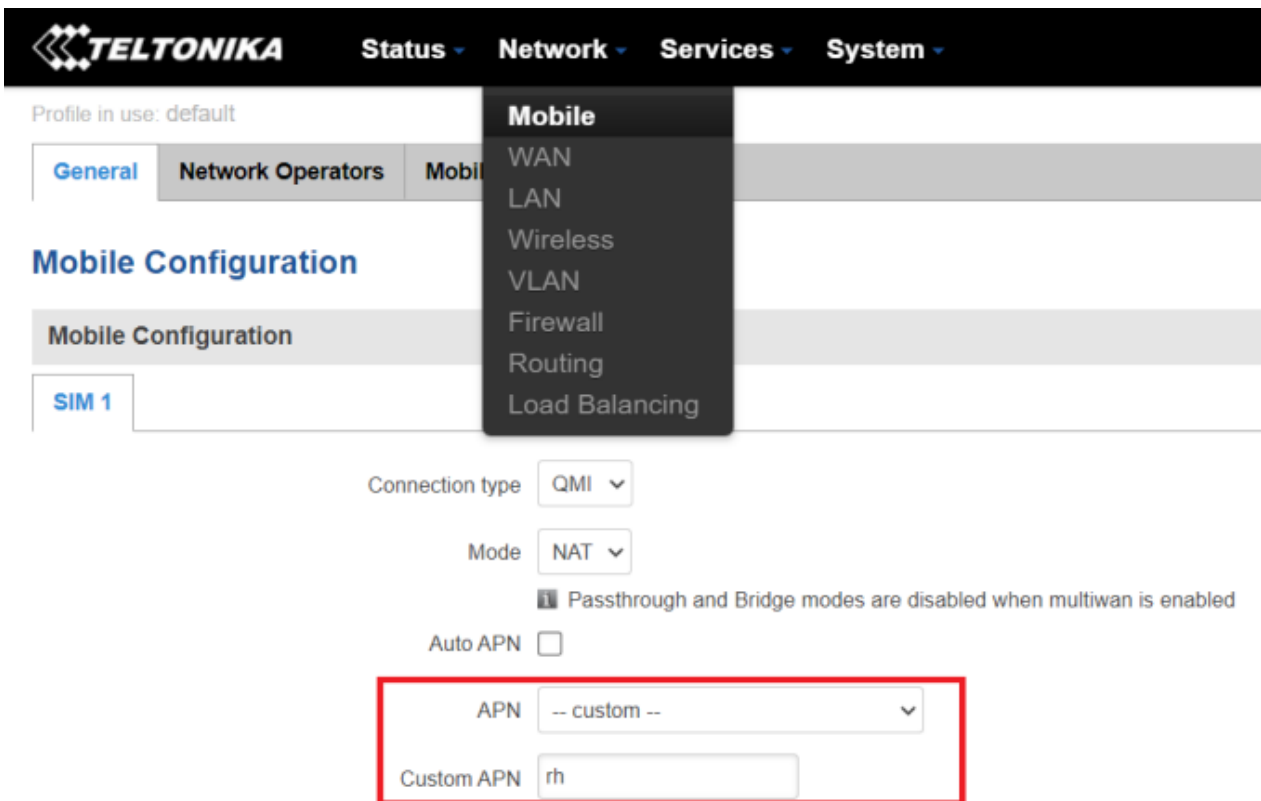 TELTONIKA Status Network Services System
Profile in use: default
General Network Operators Mobil
Mobile
WAN
LAN
Wireless
VLAN
Firewall
Routing
Load Balancing
Mobile Configuration
Mobile Configuration
SIM 1
Connection type QMI
Mode NAT
Passthrough and Bridge modes are disabled when multiwan is enabled
Auto APN
APN -- custom --
Custom APN rh